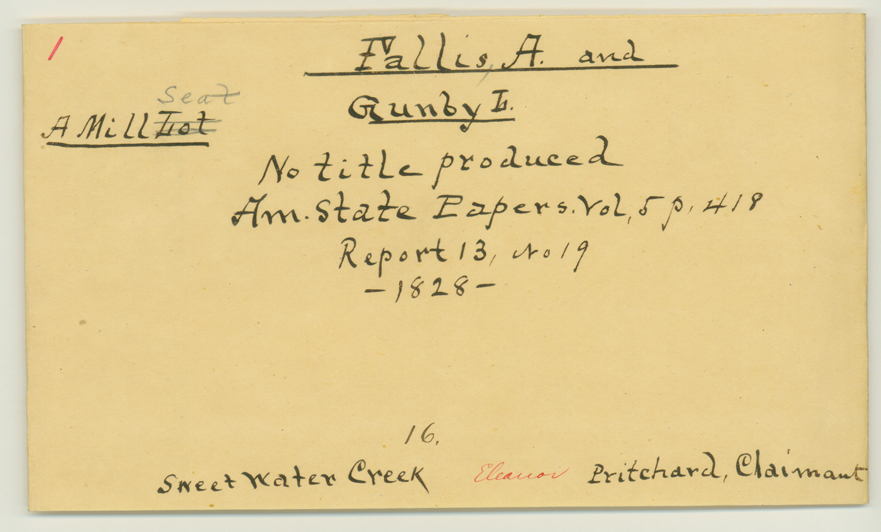 1
Fallis, A. and
Seat
A Mill Lot
Gunby L.
No title produced
Am. State Papers. Vol, 5 p. 418
Report 13, No 19
-1828-
16.
Sweet Water Creek Eleanor Pritchard, Claimant